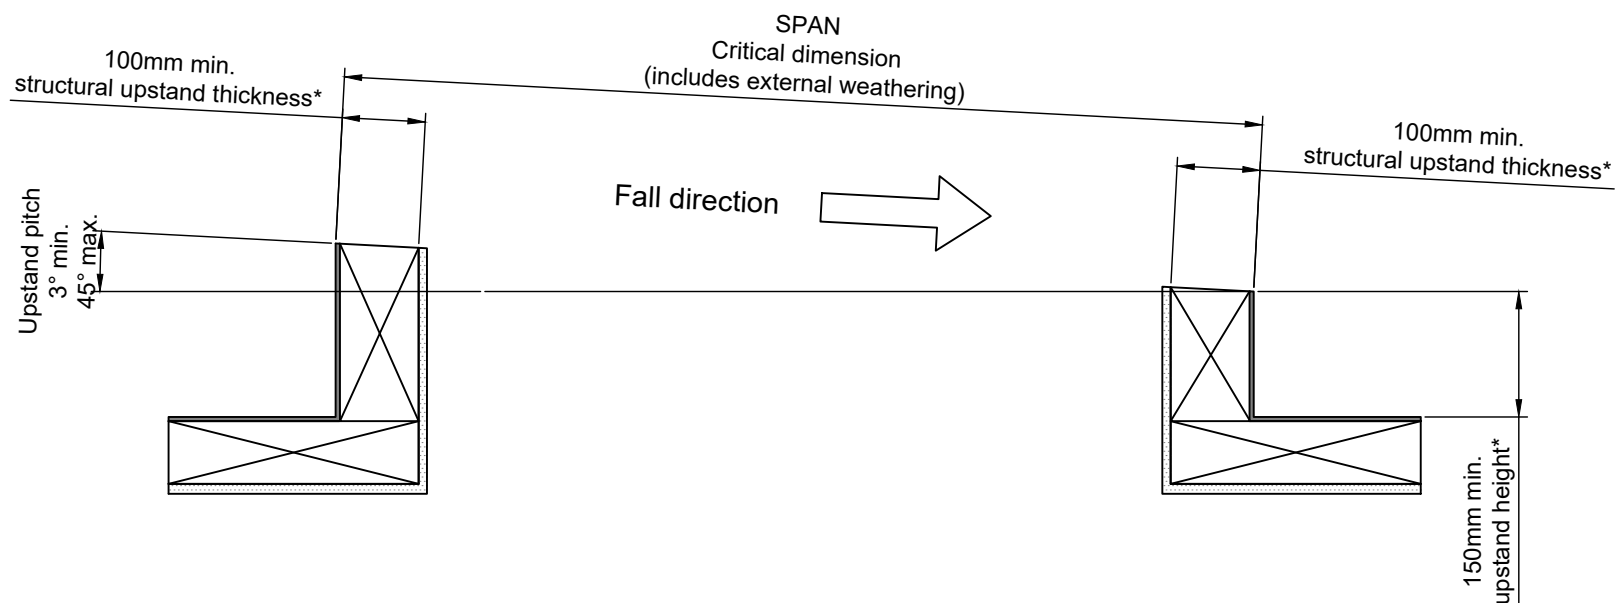 SPAN
Critical dimension
(includes external weathering)
100mm min.
structural upstand thickness*
100mm min.
structural upstand thickness*
Fall direction
Upstand pitch
3° min.
45° max.
150mm min.
upstand height*